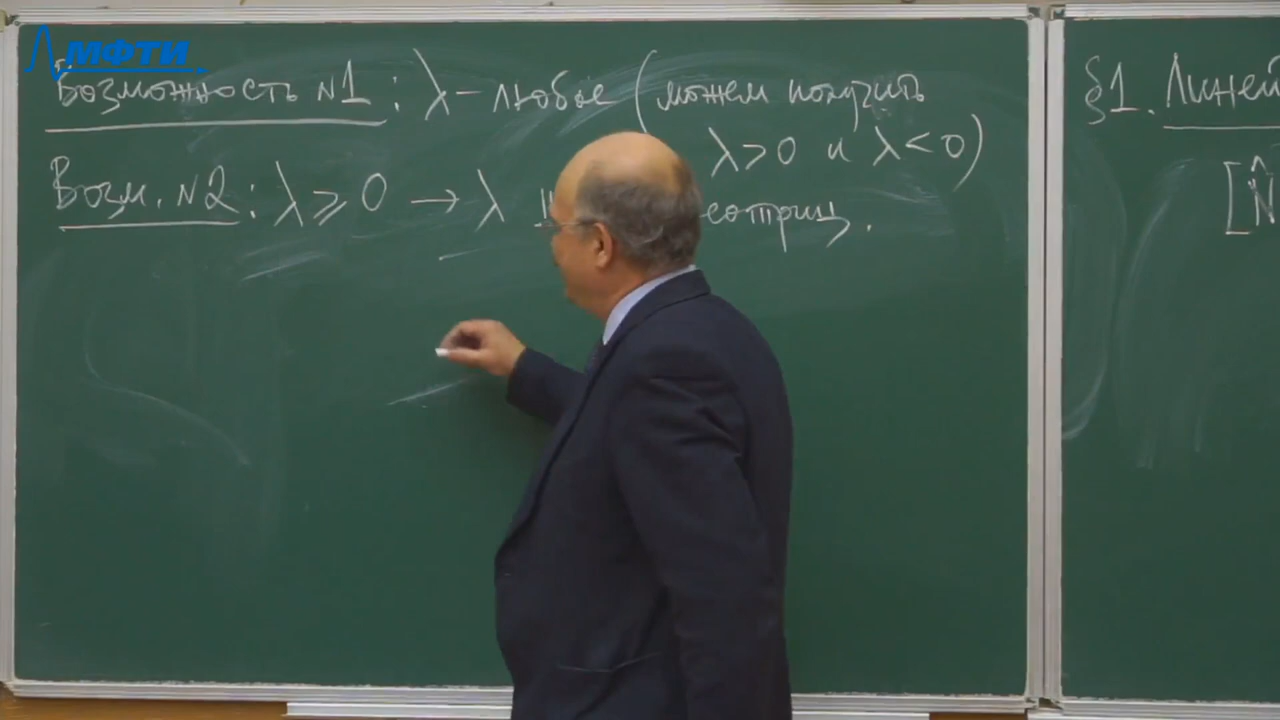 МФТИ
Возможность №1 : λ – любое (можем получить
λ > 0 и λ < 0)
Возм. №2 : λ ⩾ 0 → λ
§1. Линей
[N̂